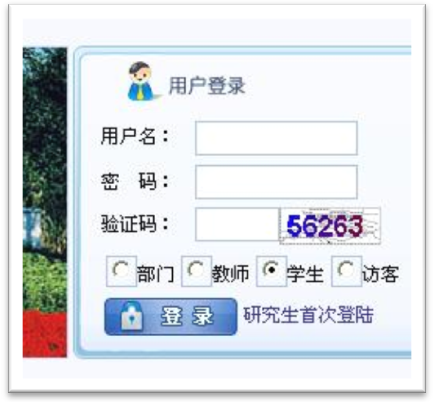 用户登录
用户名：
密 码：
验证码： 56263
部门 教师 学生 访客
登 录 研究生首次登陆